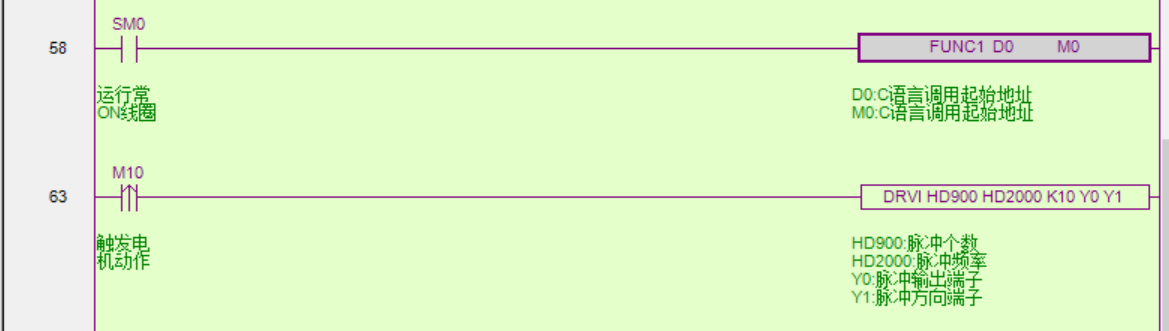 SM0
58
FUNC1 D0 M0
运行常
ON线圈
D0:C语言调用起始地址
M0:C语言调用起始地址
M10
63
DRVI HD900 HD2000 K10 Y0 Y1
触发电
机动作
HD900:脉冲个数
HD2000:脉冲频率
Y0:脉冲输出端子
Y1:脉冲方向端子